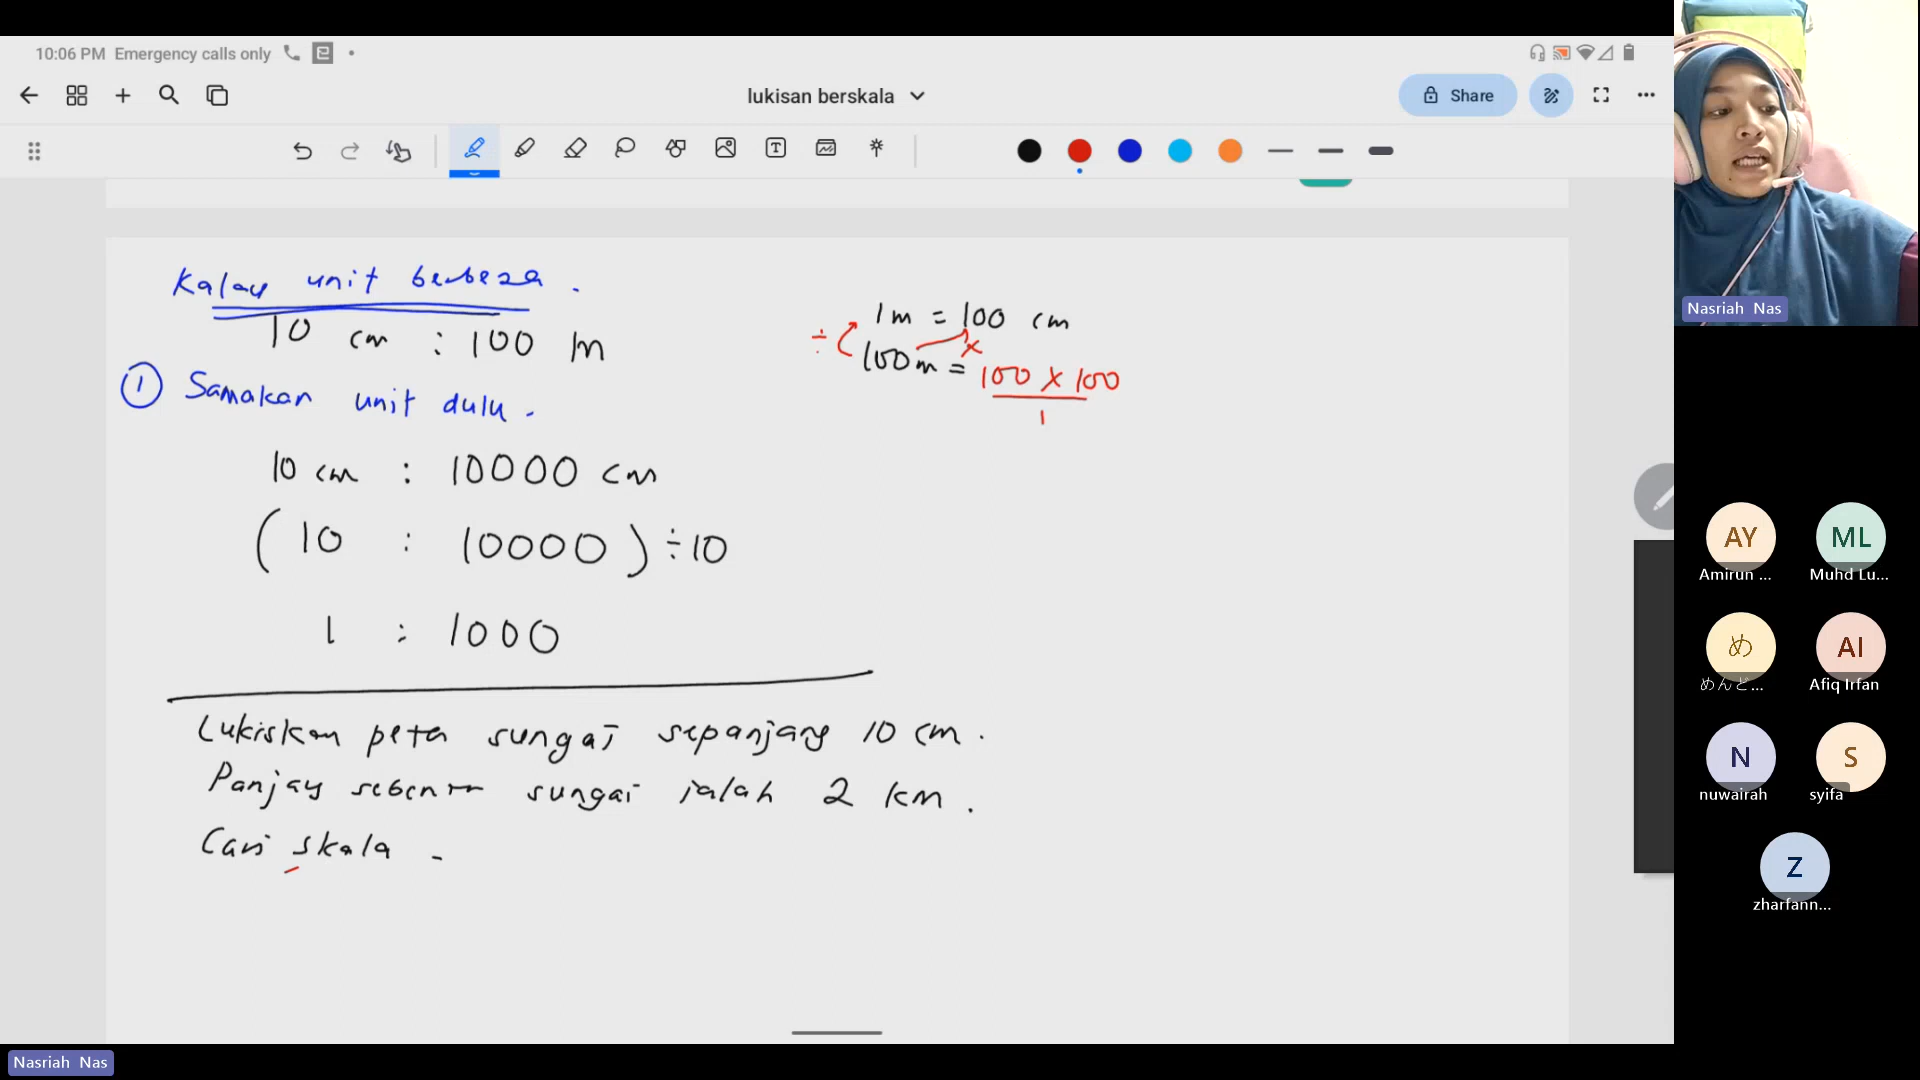 10:06 PM Emergency calls only
lukisan berskala
Share
Kalau unit berbeza.
10 cm : 100 m
1 Samakan unit dulu.
10 cm : 10000 cm
(10 : 10000) ÷ 10
1 : 1000
1m = 100 cm
÷
100m = 100 x 100
x
1
Lukiskan peta sungai sepanjang 10 cm.
Panjang sebenar sungai ialah 2 km.
Cari skala.
Nasriah Nas
AY
Amirun ...
ML
Muhd Lu...
め
めんど...
AI
Afiq Irfan
N
nuwairah
S
syifa
Z
zharfann...
Nasriah Nas